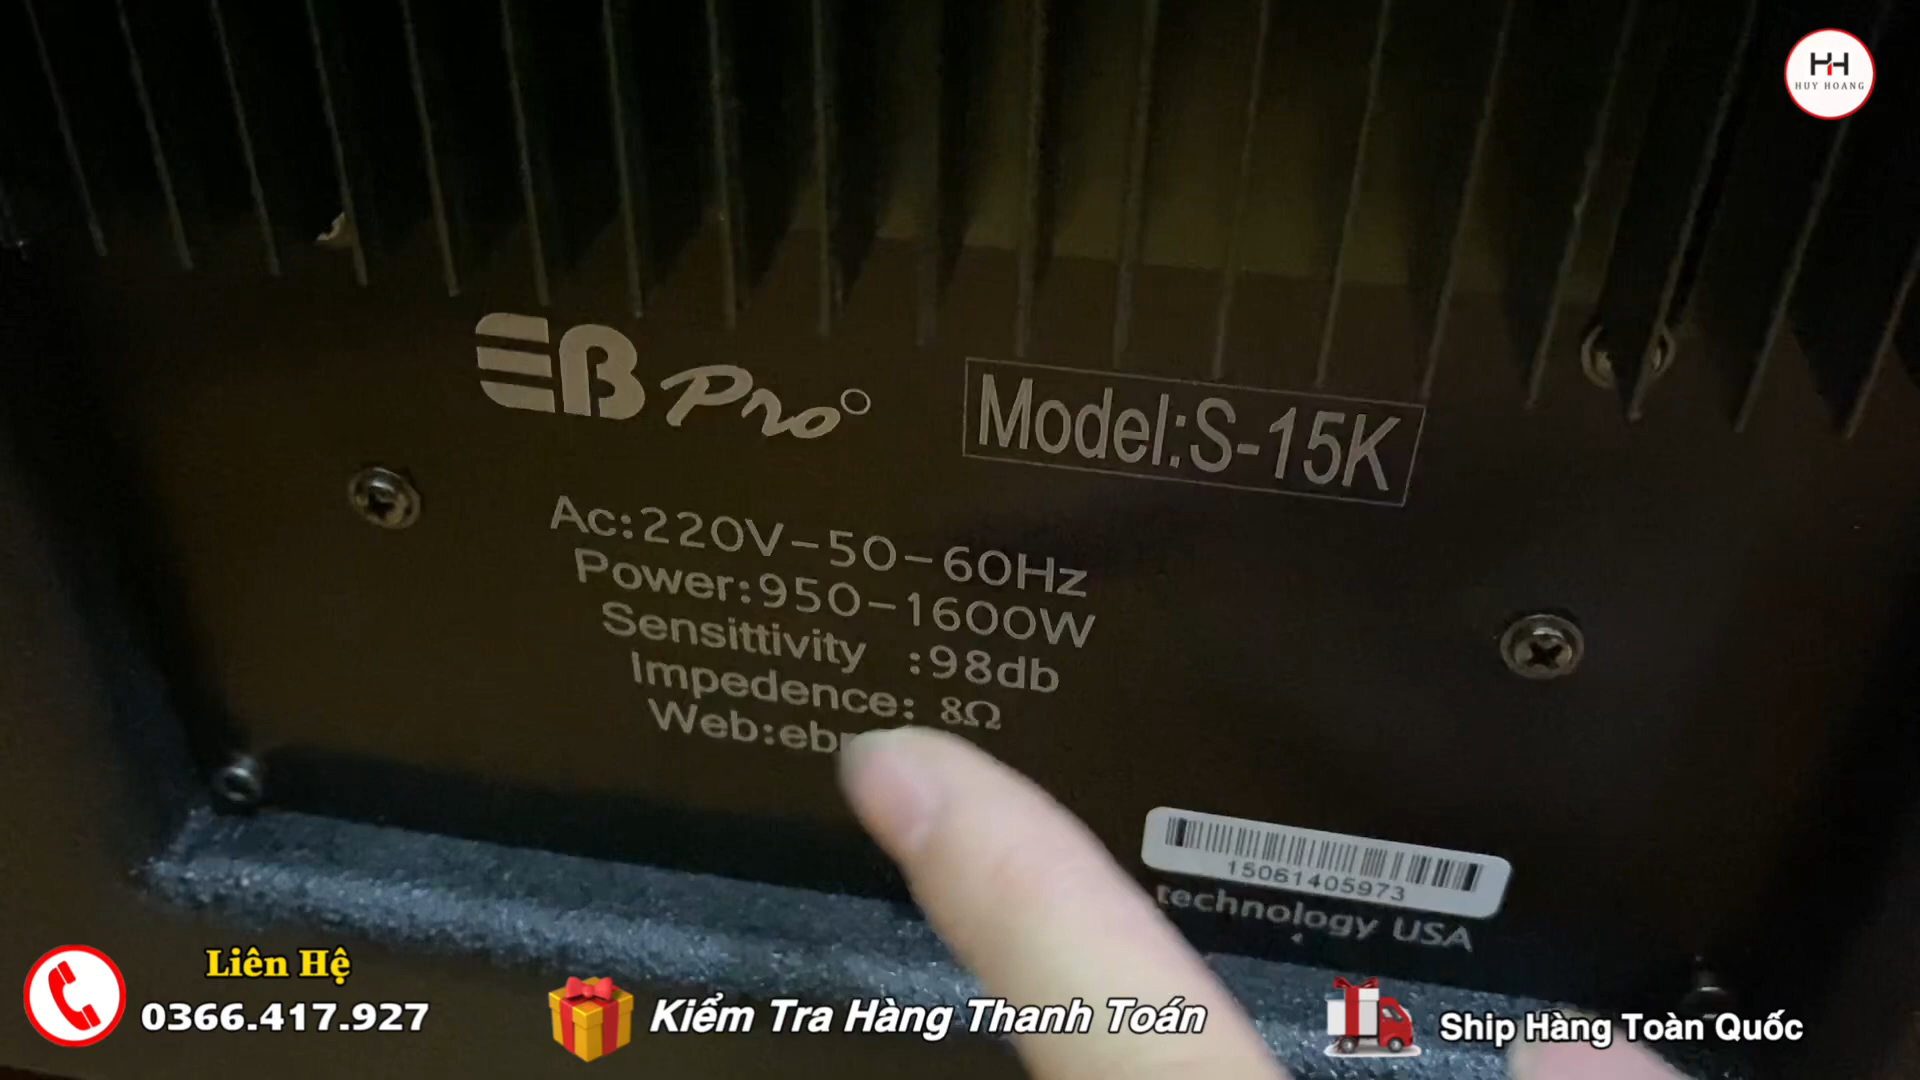 HH
HUY HOANG
EB Pro
Model:S-15K
Ac:220V-50-60Hz
Power:950-1600W
Sensittivity :98db
Impedence: 8Ω
Web:eb
15061405973
technology USA
Liên Hệ
0366.417.927
Kiểm Tra Hàng Thanh Toán
Ship Hàng Toàn Quốc